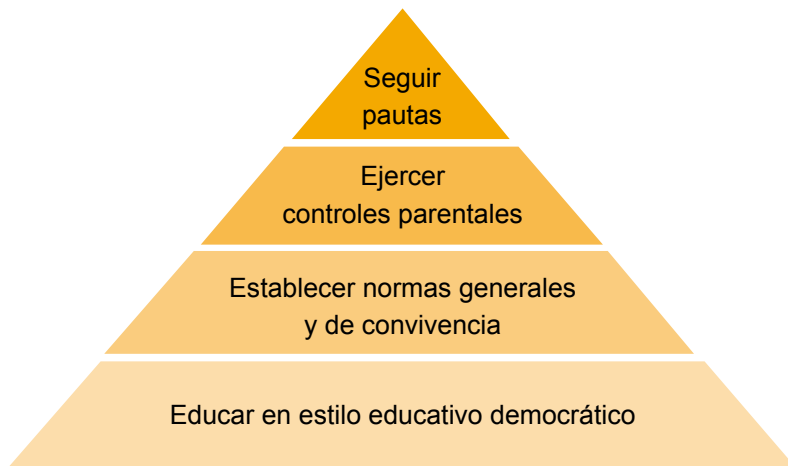 Seguir
pautas
Ejercer
controles parentales
Establecer normas generales
y de convivencia
Educar en estilo educativo democrático